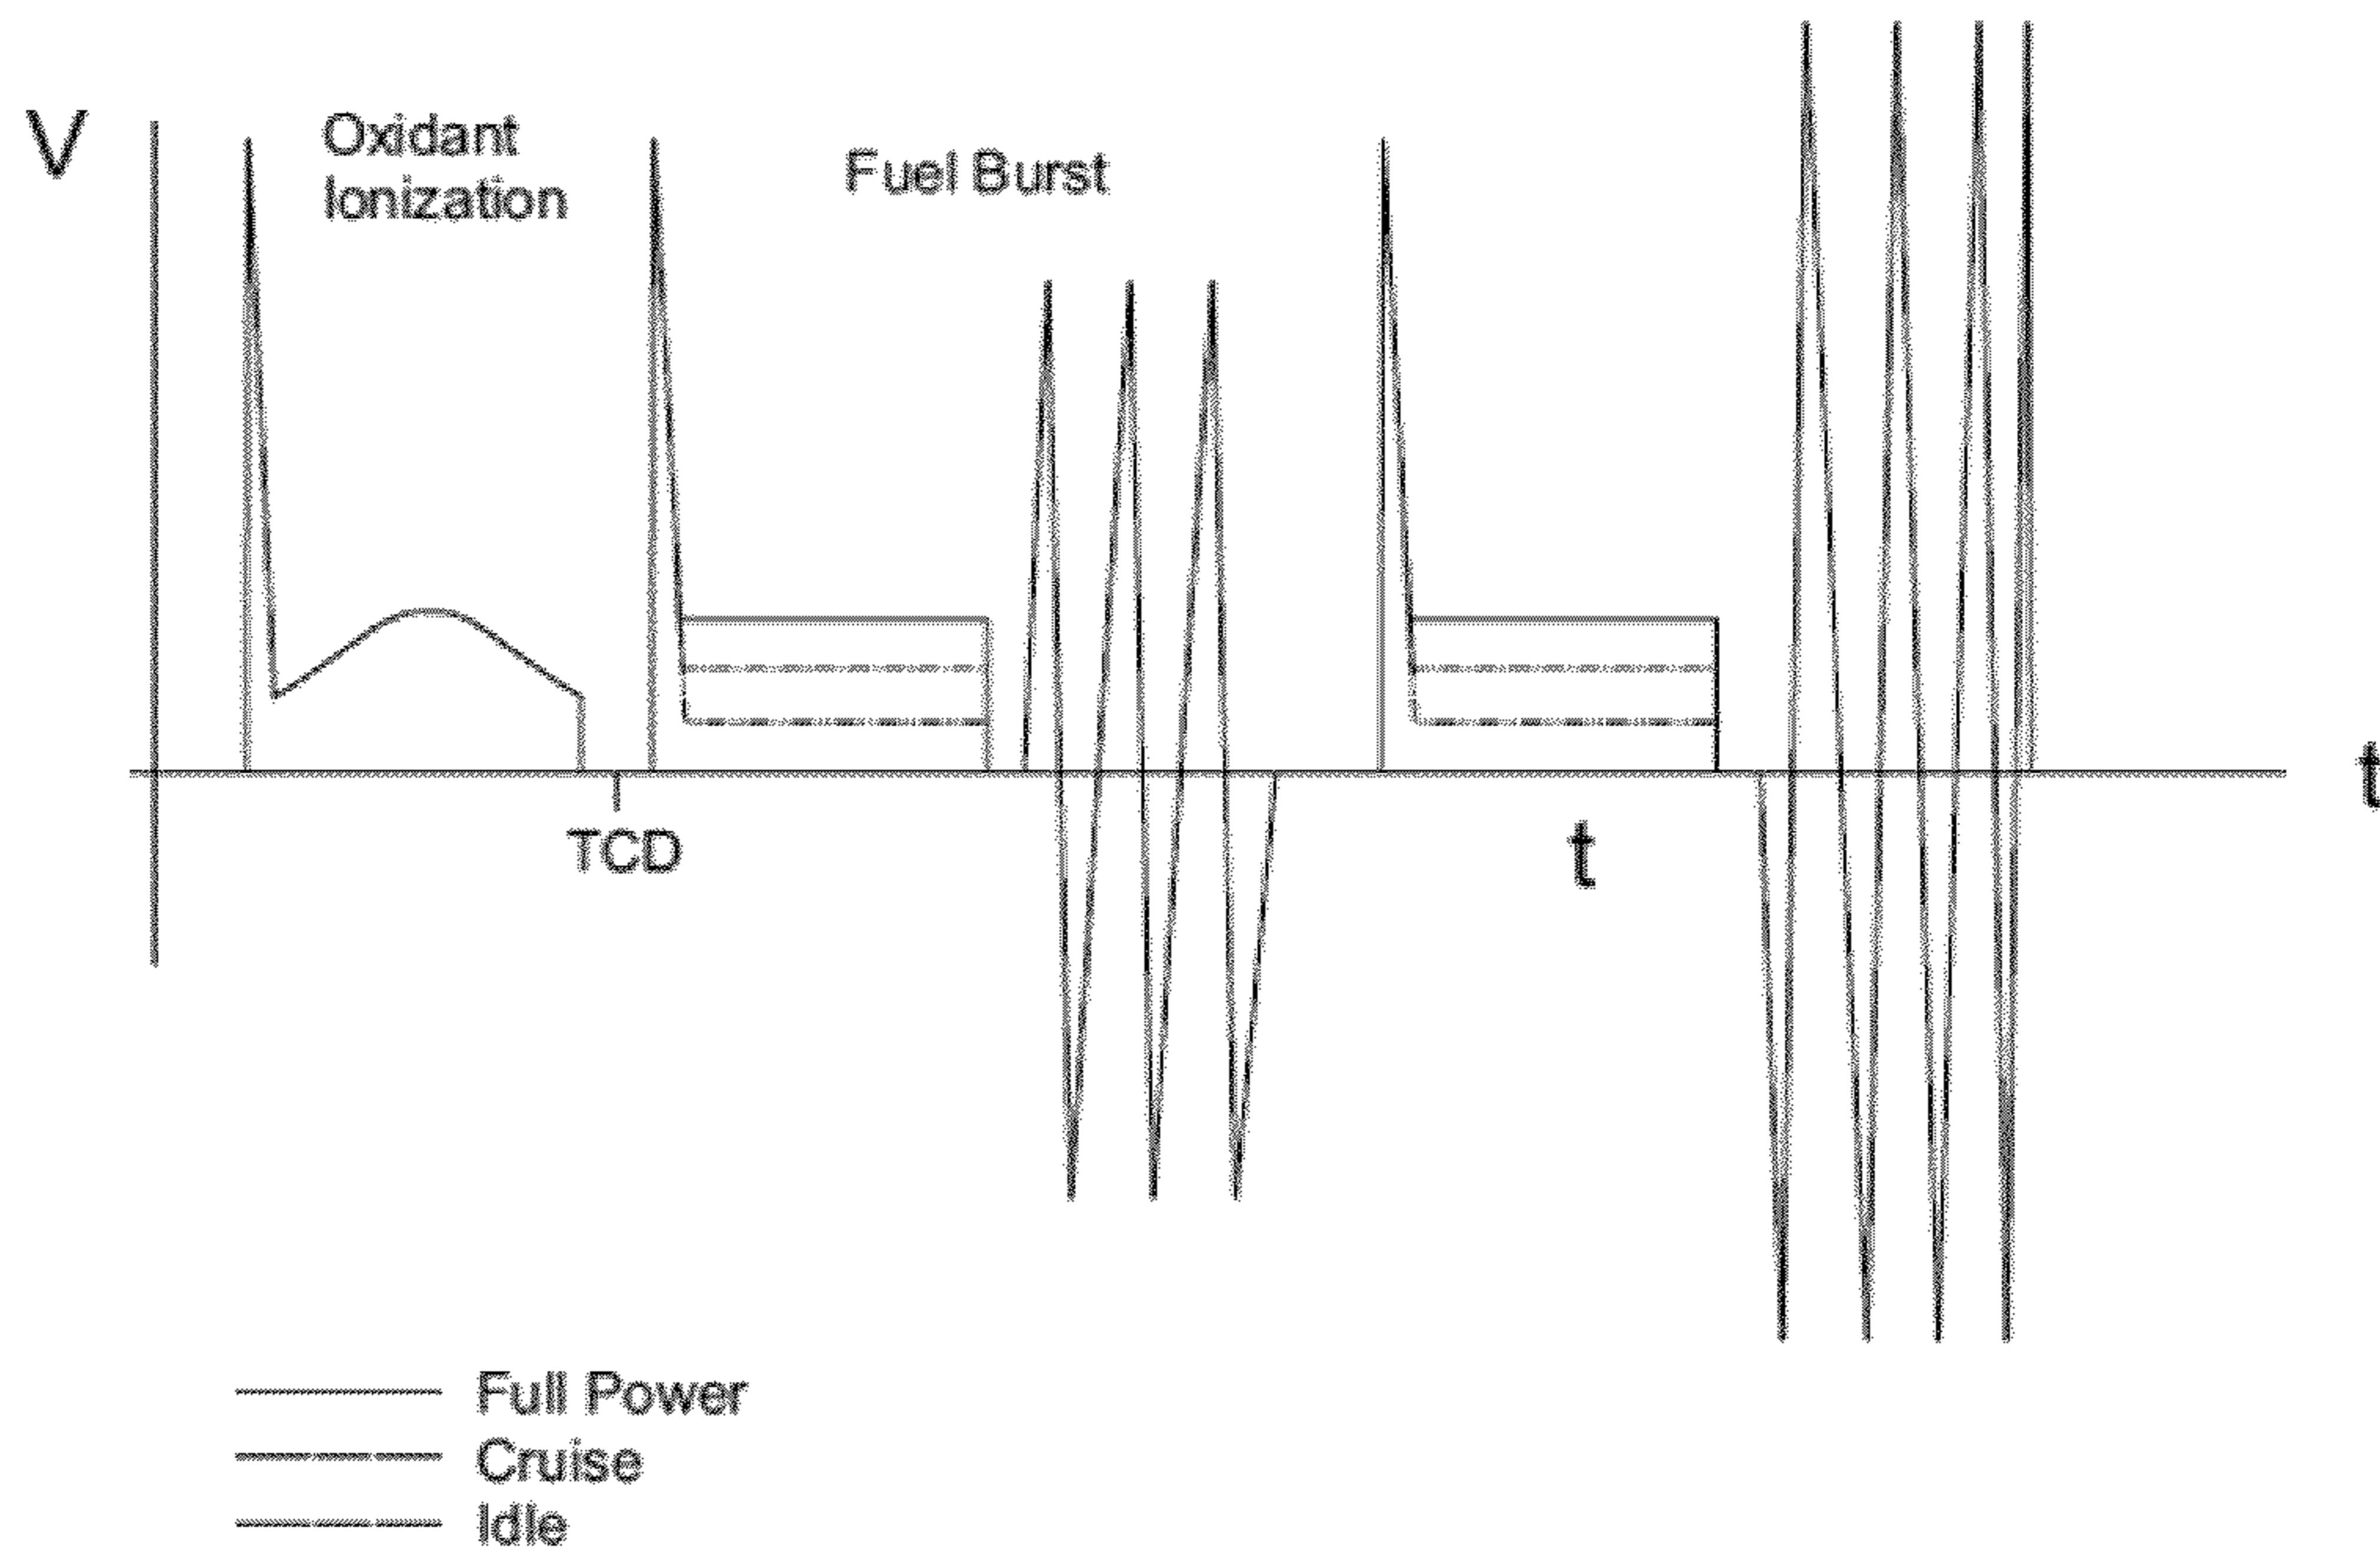 V
Oxidant
Ionization
Fuel Burst
t
TCD
t
Full Power
Cruise
Idle